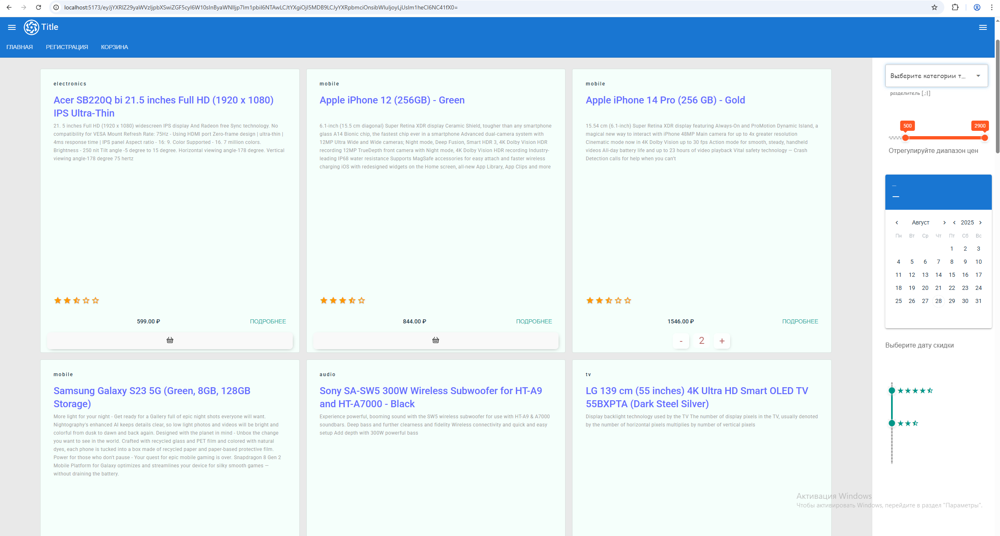 Title
ГЛАВНАЯ РЕГИСТРАЦИЯ КОРЗИНА
electronics
Acer SB220Q bi 21.5 inches Full HD (1920 x 1080)
IPS Ultra-Thin
21. 5 inches Full HD (1920 x 1080) widescreen IPS display And Radeon free Sync technology. No
compatibility for VESA Mount Refresh Rate: 75Hz - Using HDMI port Zero-frame design | ultra-thin |
4ms response time | IPS panel Aspect ratio - 16: 9. Color Supported - 16. 7 million colors.
Brightness - 250 nit Tilt angle -5 degree to 15 degree. Horizontal viewing angle-178 degree. Vertical
viewing angle-178 degree 75 hertz
599.00 ₽ ПОДРОБНЕЕ
mobile
Apple iPhone 12 (256GB) - Green
6.1-inch (15.5 cm diagonal) Super Retina XDR display Ceramic Shield, tougher than any smartphone
glass A14 Bionic chip, the fastest chip ever in a smartphone Advanced dual-camera system with
12MP Ultra Wide and Wide cameras; Night mode, Deep Fusion, Smart HDR 3, 4K Dolby Vision HDR
recording 12MP TrueDepth front camera with Night mode, 4K Dolby Vision HDR recording Industry-
leading IP68 water resistance Supports MagSafe accessories for easy attach and faster wireless
charging iOS with redesigned widgets on the Home screen, all-new App Library, App Clips and more
844.00 ₽ ПОДРОБНЕЕ
mobile
Apple iPhone 14 Pro (256 GB) - Gold
15.54 cm (6.1-inch) Super Retina XDR display featuring Always-On and ProMotion Dynamic Island, a
magical new way to interact with iPhone 48MP Main camera for up to 4x greater resolution
Cinematic mode now in 4K Dolby Vision up to 30 fps Action mode for smooth, steady, handheld
videos All-day battery life and up to 23 hours of video playback Vital safety technology — Crash
Detection calls for help when you can't
1546.00 ₽ ПОДРОБНЕЕ
- 2 +
mobile
Samsung Galaxy S23 5G (Green, 8GB, 128GB
Storage)
More light for your night - Get ready for a Gallery full of epic night shots everyone will want.
Nightography's enhanced AI keeps details clear, so low light photos and videos will be bright and
colorful from dusk to dawn and back again. Designed with the planet in mind - Unbox the change
you want to see in the world. Crafted with recycled glass and PET film and colored with natural
dyes, each phone is tucked into a box made of recycled paper and paper-based protective film.
Power for those who don't pause - Your quest for epic mobile gaming is over. Snapdragon 8 Gen 2
Mobile Platform for Galaxy optimizes and streamlines your device for silky smooth games —
without draining the battery.
audio
Sony SA-SW5 300W Wireless Subwoofer for HT-A9
and HT-A7000 - Black
Experience powerful, booming sound with the SW5 wireless subwoofer for use with HT-A9 & A7000
soundbars. Deep bass and further clearness and fidelity Wireless connectivity and quick and easy
setup Add depth with 300W powerful bass
tv
LG 139 cm (55 inches) 4K Ultra HD Smart OLED TV
55BXPTA (Dark Steel Silver)
Display backlight technology used by the TV The number of display pixels in the TV, usually denoted
by the number of horizontal pixels multiplies by number of vertical pixels
Выберите категории т...
разделитель [,;|]
500 2900
Отрегулируйте диапазон цен
—
—
Август 2025
Пн Вт Ср Чт Пт Сб Вс
1 2 3
4 5 6 7 8 9 10
11 12 13 14 15 16 17
18 19 20 21 22 23 24
25 26 27 28 29 30 31
Выберите дату скидки
Активация Windows
Чтобы активировать Windows, перейдите в раздел "Параметры".